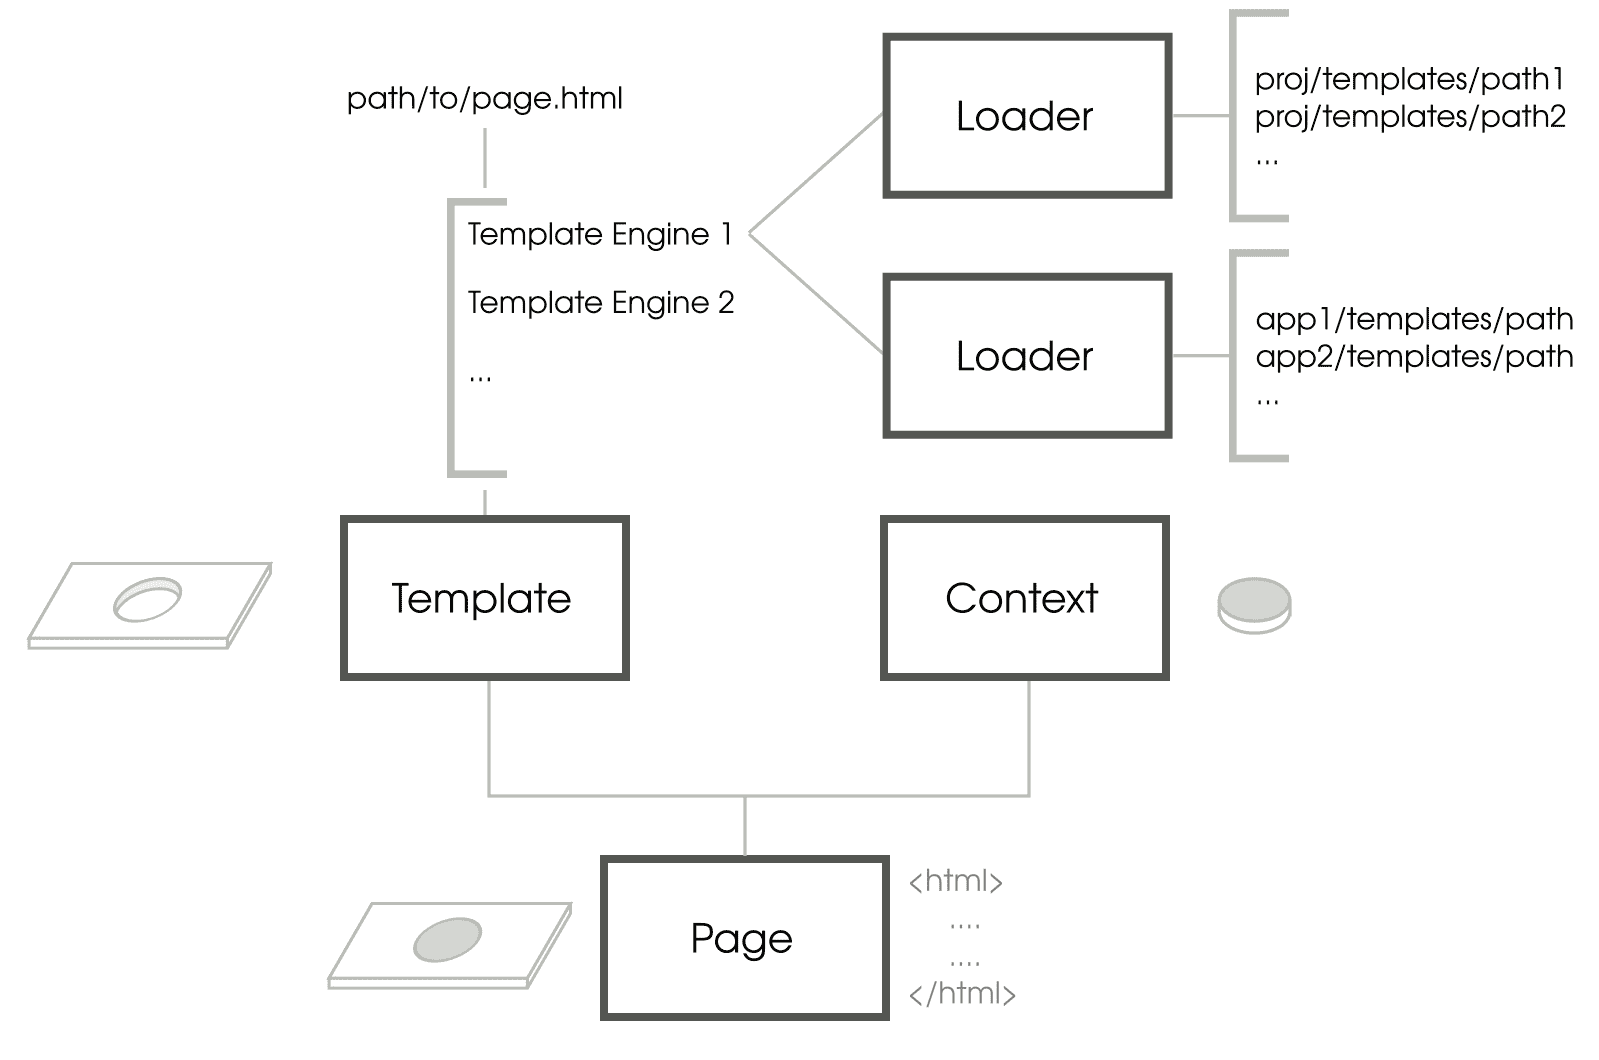 path/to/page.html
Template Engine 1
Template Engine 2
...
Loader
proj/templates/path1
proj/templates/path2
...
Loader
app1/templates/path
app2/templates/path
...
Template
Context
Page
<html>
....
....
</html>